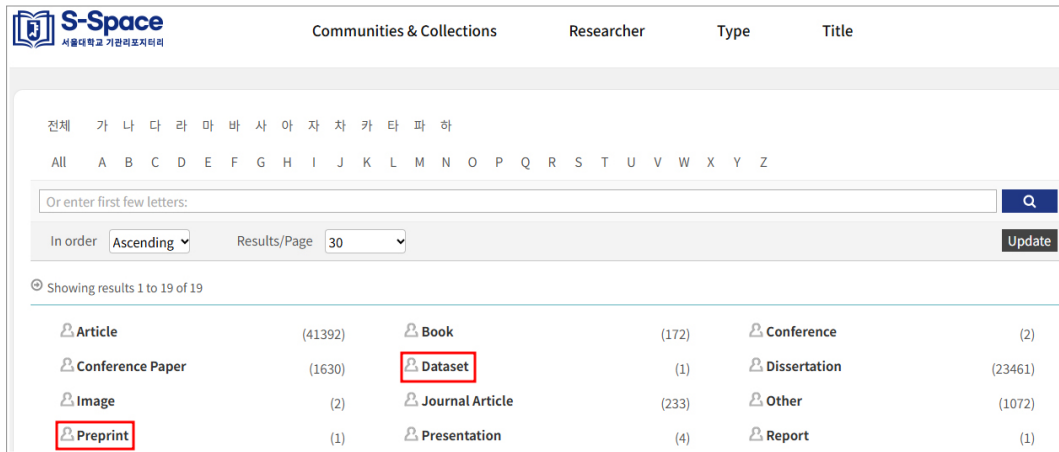 S-Space
서울대학교 기관리포지터리
Communities & Collections Researcher Type Title
전체 가 나 다 라 마 바 사 아 자 차 카 타 파 하
All A B C D E F G H I J K L M N O P Q R S T U V W X Y Z
Or enter first few letters:
In order Ascending Results/Page 30 Update
Showing results 1 to 19 of 19
Article (41392) Book (172) Conference (2)
Conference Paper (1630) Dataset (1) Dissertation (23461)
Image (2) Journal Article (233) Other (1072)
Preprint (1) Presentation (4) Report (1)